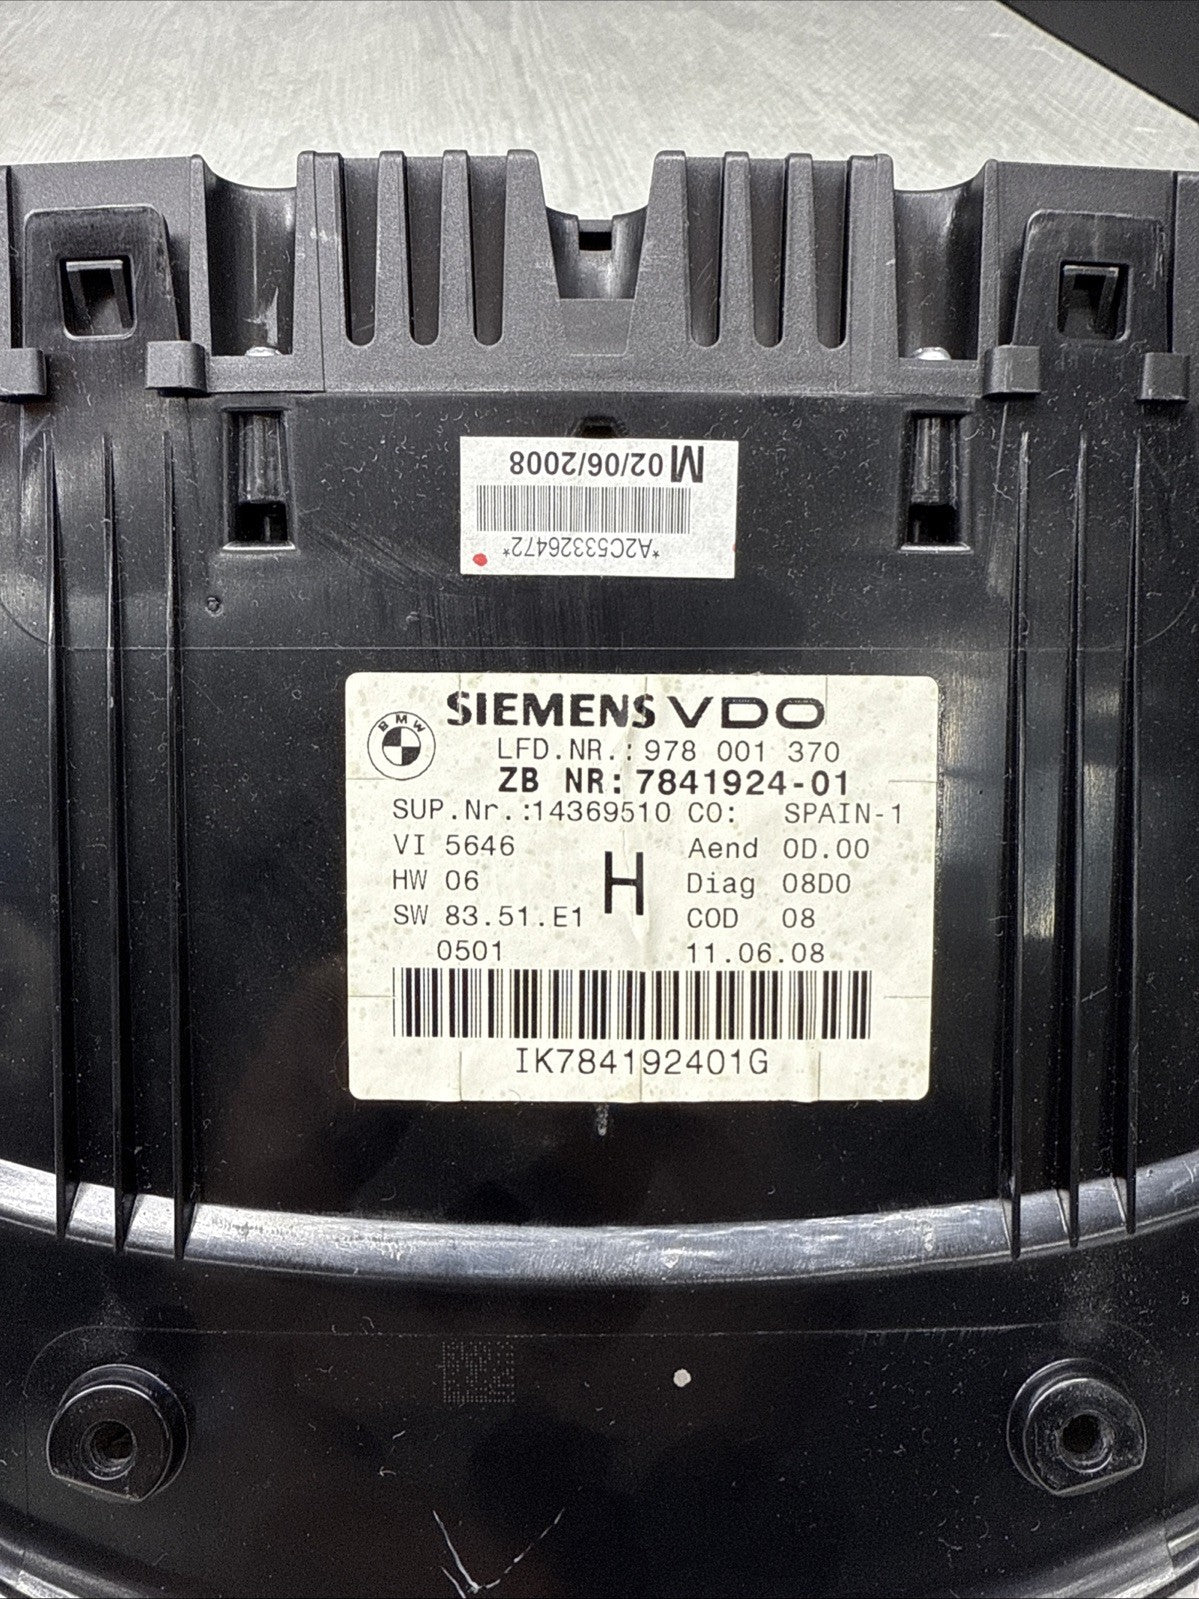 M 02/06/2008
*A2C53326472*
BMW
SIEMENS VDO
LFD.NR.: 978 001 370
ZB NR: 7841924-01
SUP.Nr.:14369510 CO: SPAIN-1
VI 5646 Aend 0D.00
HW 06 H Diag 08D0
SW 83.51.E1 COD 08
0501 11.06.08
IK784192401G